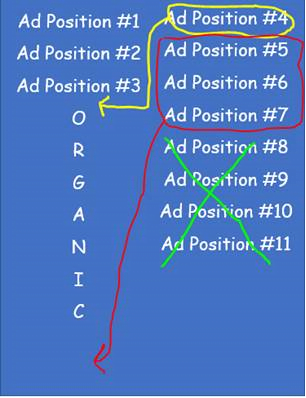 Ad Position #1
Ad Position #2
Ad Position #3
O
R
G
A
N
I
C
Ad Position #4
Ad Position #5
Ad Position #6
Ad Position #7
Ad Position #8
Ad Position #9
Ad Position #10
Ad Position #11